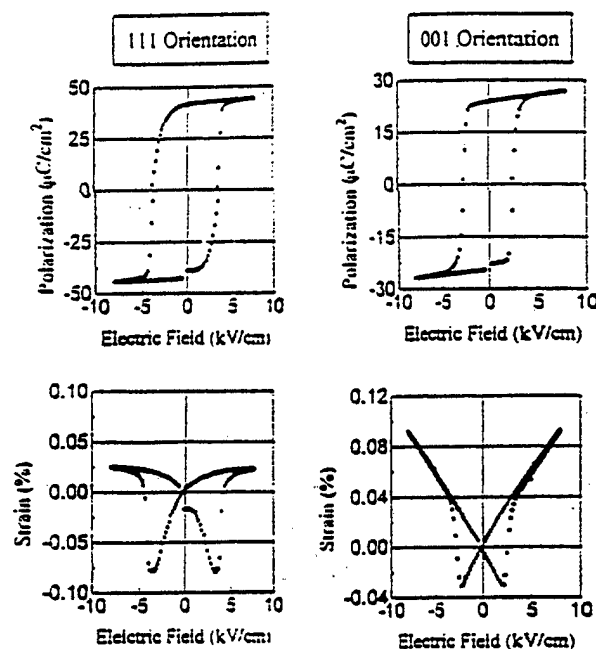 111 Orientation
001 Orientation
Polarization (μC/cm²)
50
25
0
-25
-50
-10 -5 0 5 10
Electric Field (kV/cm)
Polarization (μC/cm²)
30
15
0
-15
-30
-10 -5 0 5 10
Electric Field (kV/cm)
Strain (%)
0.10
0.05
0.00
-0.05
-0.10
-10 -5 0 5 10
Elelctric Field (kV/cm)
Strain (%)
0.12
0.08
0.04
0.00
-0.04
-10 -5 0 5 10
Electric Field (kV/cm)